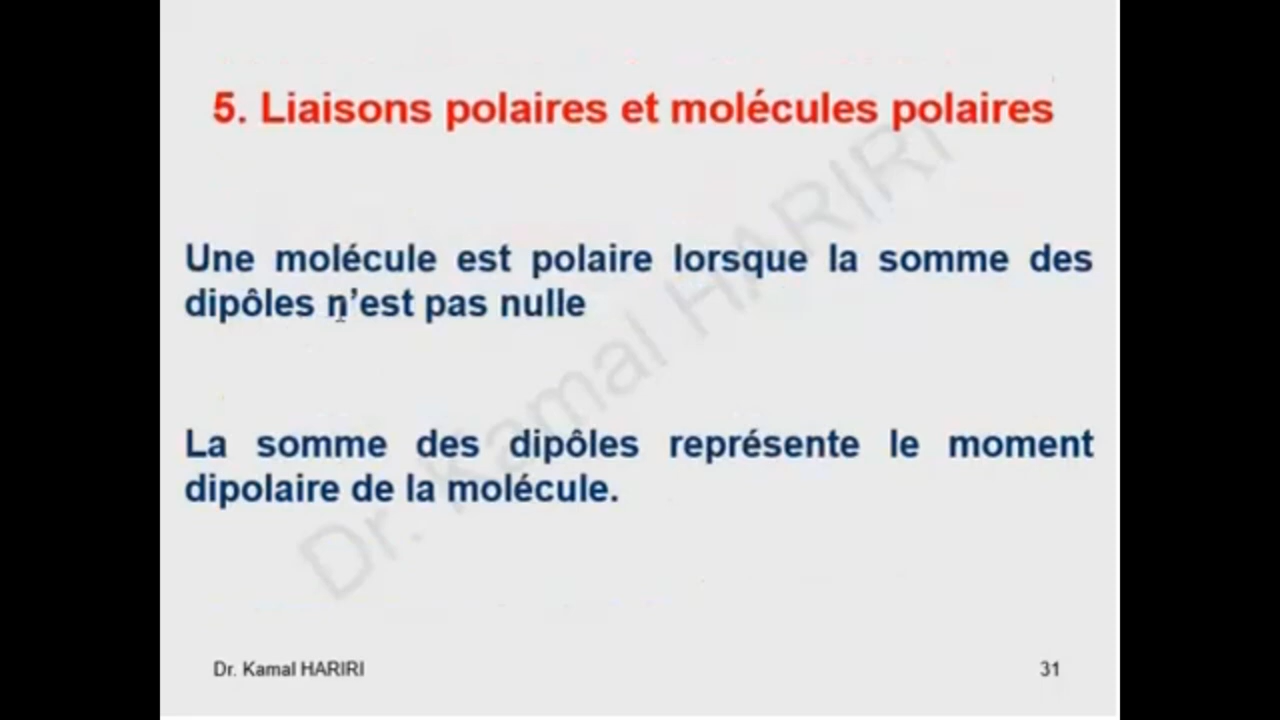 5. Liaisons polaires et molécules polaires
Une molécule est polaire lorsque la somme des
dipôles n’est pas nulle
La somme des dipôles représente le moment
dipolaire de la molécule.
Dr. Kamal HARIRI
Dr. Kamal HARIRI
31